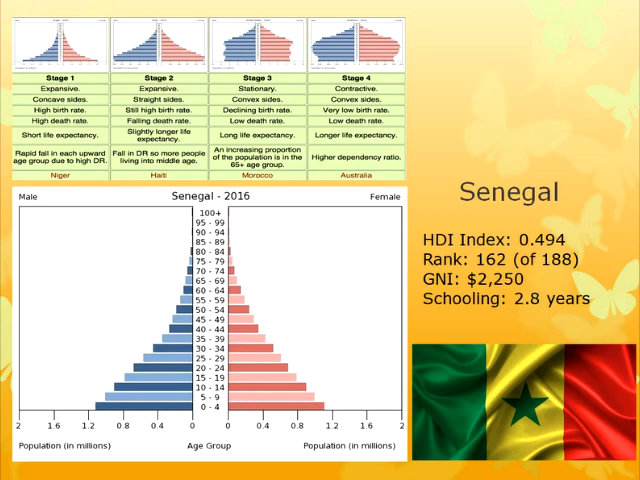 Stage 1 Stage 2 Stage 3 Stage 4
Expansive. Expansive. Stationary. Contractive.
Concave sides. Straight sides. Convex sides. Convex sides.
High birth rate. Still high birth rate. Declining birth rate. Very low birth rate.
High death rate. Falling death rate. Low death rate. Low death rate.
Short life expectancy. Slightly longer life expectancy. Long life expectancy. Longer life expectancy.
Rapid fall in each upward age group due to high DR. Fall in DR so more people living into middle age. An increasing proportion of the population is in the 65+ age group. Higher dependency ratio.
Niger Haiti Morocco Australia
Male Senegal - 2016 Female
100+
95 - 99
90 - 94
85 - 89
80 - 84
75 - 79
70 - 74
65 - 69
60 - 64
55 - 59
50 - 54
45 - 49
40 - 44
35 - 39
30 - 34
25 - 29
20 - 24
15 - 19
10 - 14
5 - 9
0 - 4
2 1.6 1.2 0.8 0.4 0 0 0.4 0.8 1.2 1.6 2
Population (in millions) Age Group Population (in millions)
Senegal
HDI Index: 0.494
Rank: 162 (of 188)
GNI: $2,250
Schooling: 2.8 years